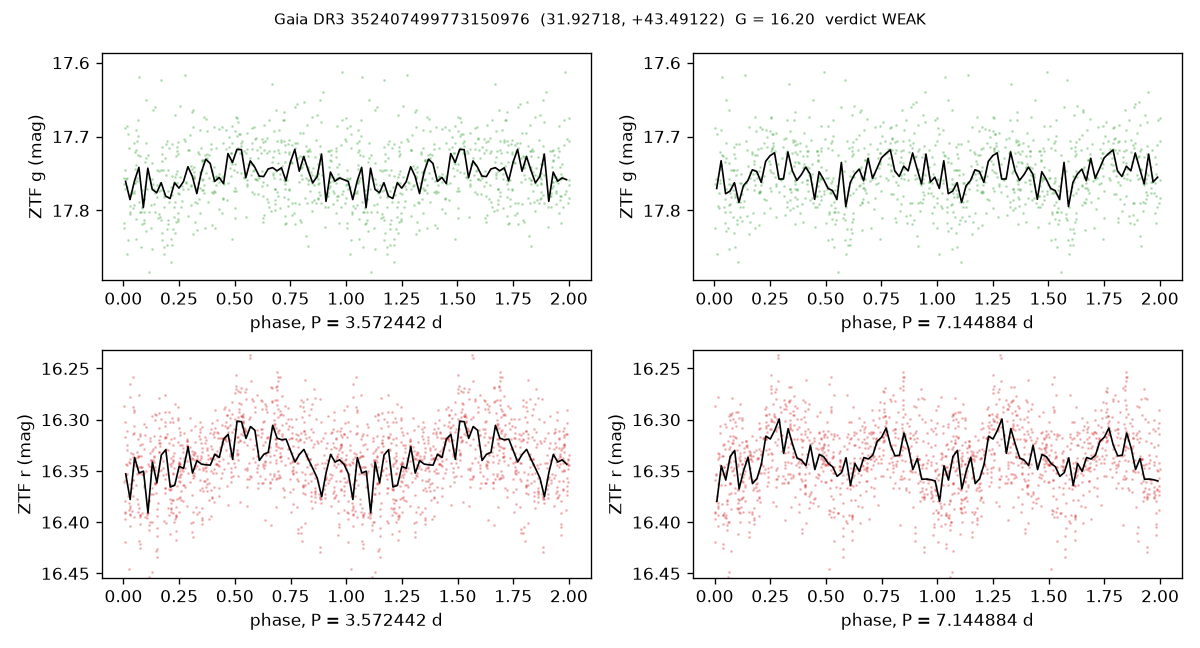 Gaia DR3 352407499773150976 (31.92718, +43.49122) G = 16.20 verdict WEAK
17.6
17.7
17.8
ZTF g (mag)
0.00 0.25 0.50 0.75 1.00 1.25 1.50 1.75 2.00
phase, P = 3.572442 d
17.6
17.7
17.8
ZTF g (mag)
0.00 0.25 0.50 0.75 1.00 1.25 1.50 1.75 2.00
phase, P = 7.144884 d
16.25
16.30
16.35
16.40
16.45
ZTF r (mag)
0.00 0.25 0.50 0.75 1.00 1.25 1.50 1.75 2.00
phase, P = 3.572442 d
16.25
16.30
16.35
16.40
16.45
ZTF r (mag)
0.00 0.25 0.50 0.75 1.00 1.25 1.50 1.75 2.00
phase, P = 7.144884 d